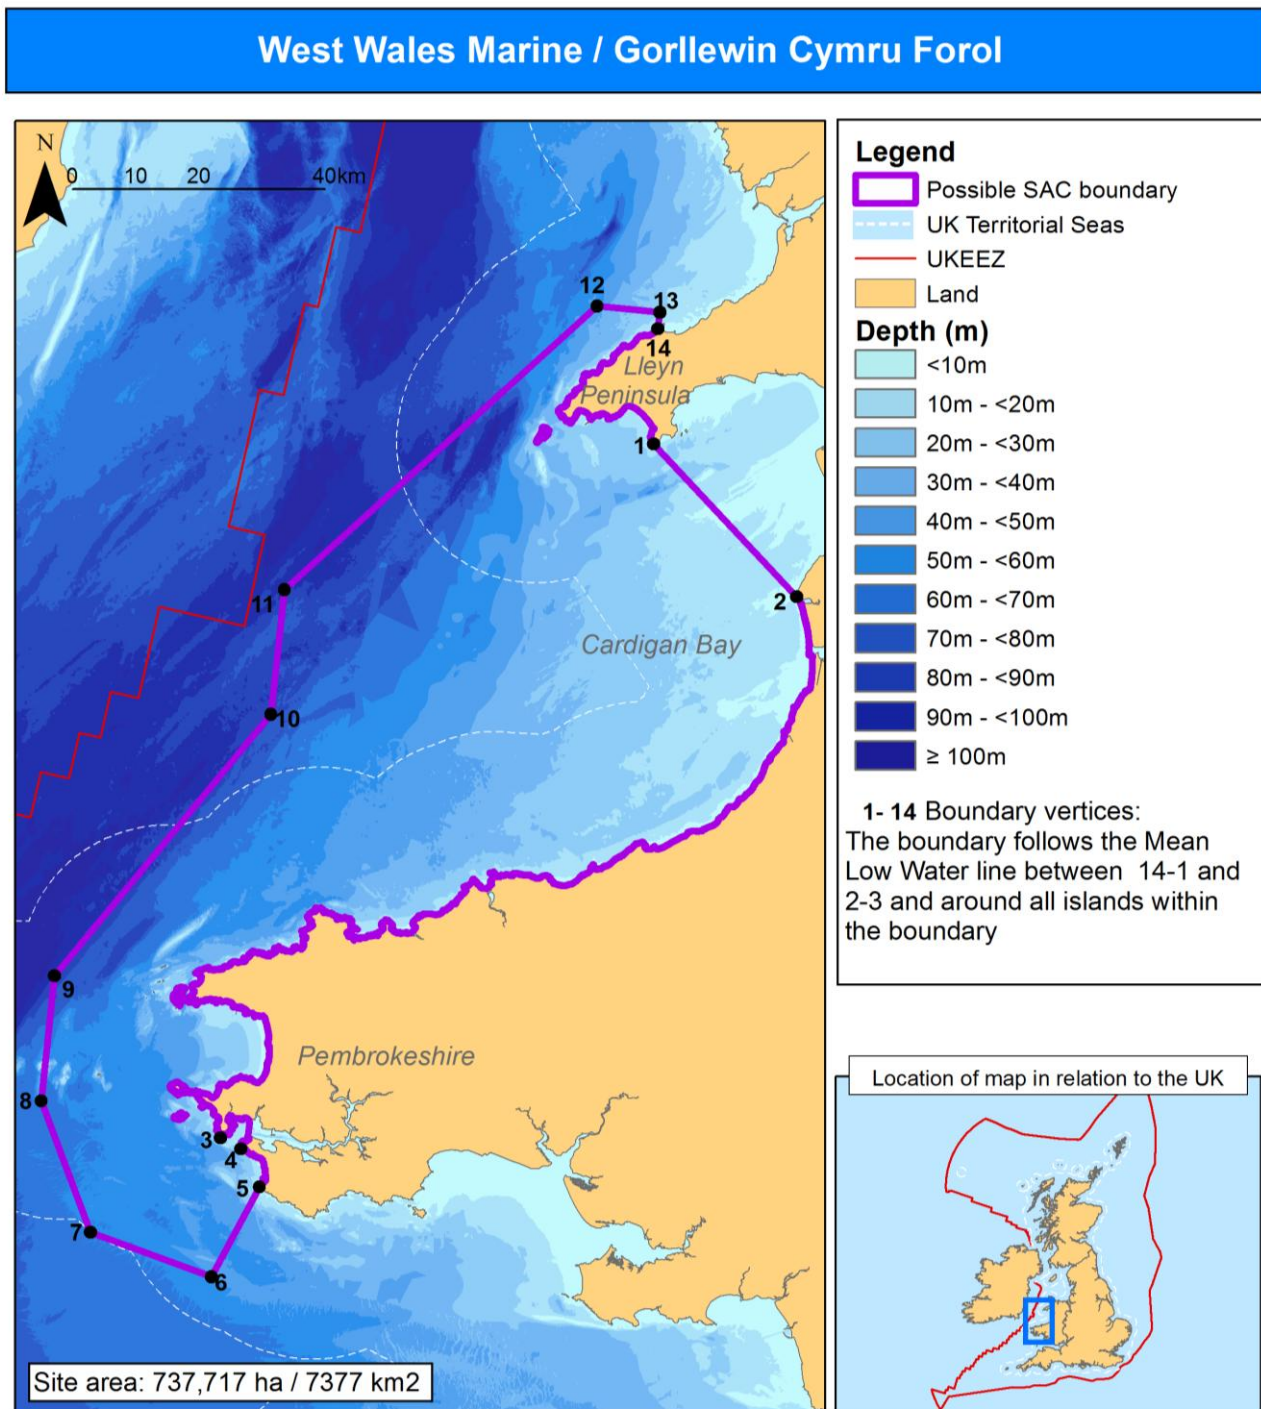 West Wales Marine / Gorllewin Cymru Forol
N
0 10 20 40km
12
13
14
Lleyn
Peninsula
1
11
2
Cardigan Bay
10
9
Pembrokeshire
8
3
4
5
7
6
Site area: 737,717 ha / 7377 km2
Legend
Possible SAC boundary
UK Territorial Seas
UKEEZ
Land
Depth (m)
<10m
10m - <20m
20m - <30m
30m - <40m
40m - <50m
50m - <60m
60m - <70m
70m - <80m
80m - <90m
90m - <100m
≥ 100m
1- 14 Boundary vertices:
The boundary follows the Mean
Low Water line between 14-1 and
2-3 and around all islands within
the boundary
Location of map in relation to the UK